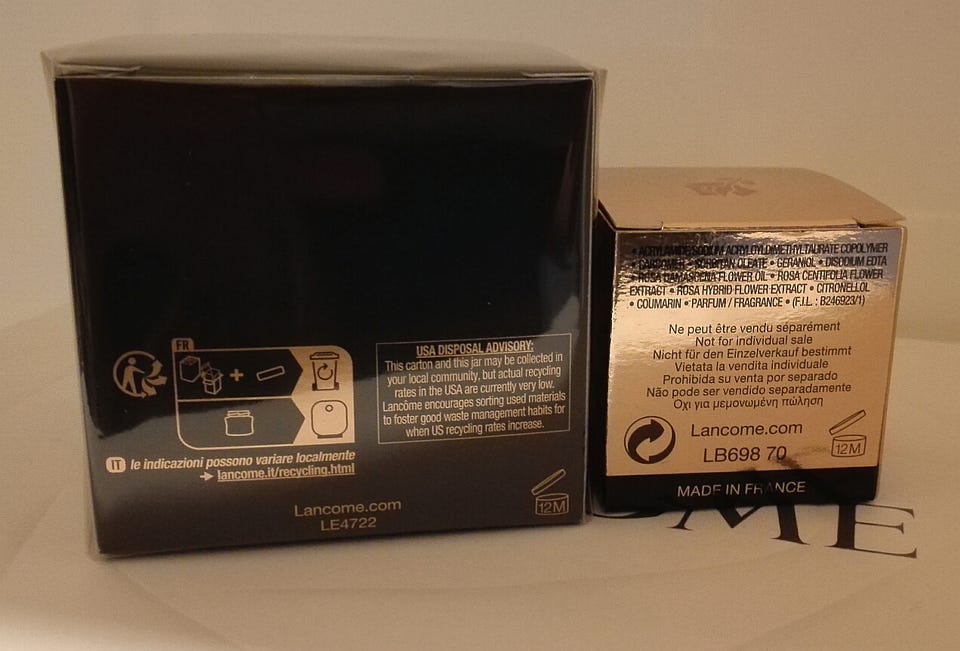 FR
USA DISPOSAL ADVISORY:
This carton and this jar may be collected in
your local community, but actual recycling
rates in the USA are currently very low.
Lancôme encourages sorting used materials
to foster good waste management habits for
when US recycling rates increase.
IT le indicazioni possono variare localmente
lancome.it/recycling.html
Lancome.com
LE4722
12M
• ACRYLAMIDE/SODIUM ACRYLOYLDIMETHYLTAURATE COPOLYMER
• CARBOMER • SORBITAN OLEATE • GERANIOL • DISODIUM EDTA
• ROSA DAMASCENA FLOWER OIL • ROSA CENTIFOLIA FLOWER
EXTRACT • ROSA HYBRID FLOWER EXTRACT • CITRONELLOL
• COUMARIN • PARFUM / FRAGRANCE • (F.I.L. : B246923/1)
Ne peut être vendu séparément
Not for individual sale
Nicht für den Einzelverkauf bestimmt
Vietata la vendita individuale
Prohibida su venta por separado
Não pode ser vendido separadamente
Όχι για μεμονωμένη πώληση
Lancome.com
LB698 70
12M
MADE IN FRANCE
OME